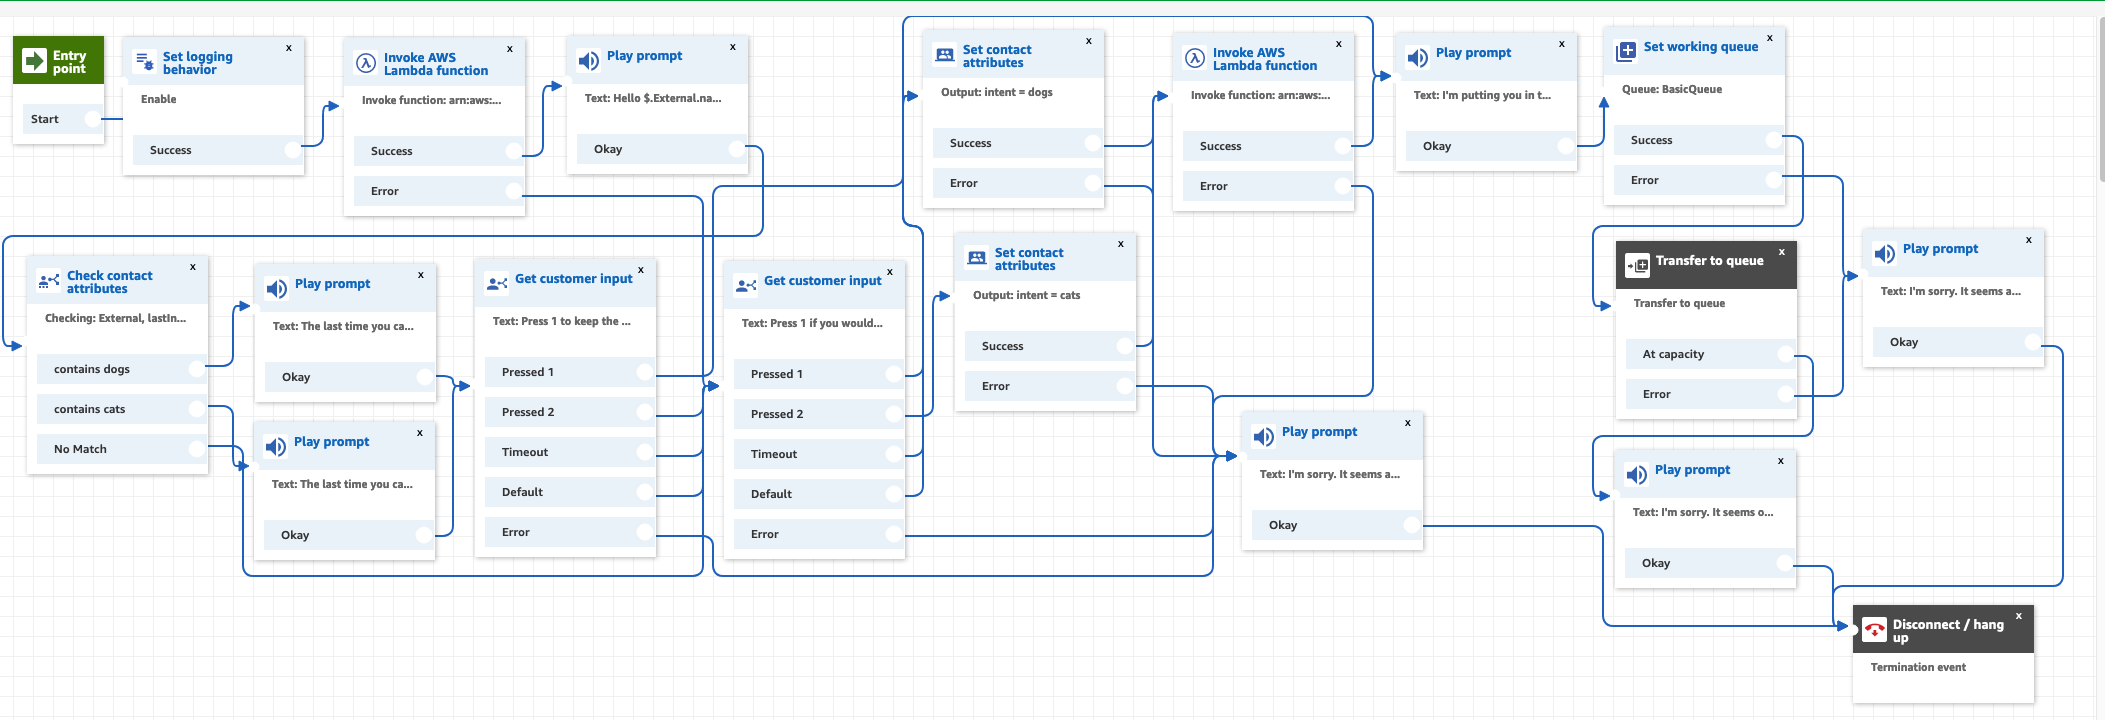 Entry
point
Start
Set logging
behavior
x
Enable
Success
Invoke AWS
Lambda function
x
Invoke function: arn:aws:...
Success
Error
Play prompt
x
Text: Hello $.External.na...
Okay
Set contact
attributes
x
Output: intent = dogs
Success
Error
Invoke AWS
Lambda function
x
Invoke function: arn:aws:...
Success
Error
Play prompt
x
Text: I'm putting you in t...
Okay
Set working queue
x
Queue: BasicQueue
Success
Error
Check contact
attributes
x
Checking: External, lastIn...
contains dogs
contains cats
No Match
Play prompt
x
Text: The last time you ca...
Okay
Play prompt
x
Text: The last time you ca...
Okay
Get customer input
x
Text: Press 1 to keep the ...
Pressed 1
Pressed 2
Timeout
Default
Error
Get customer input
x
Text: Press 1 if you would...
Pressed 1
Pressed 2
Timeout
Default
Error
Set contact
attributes
x
Output: intent = cats
Success
Error
Play prompt
x
Text: I'm sorry. It seems a...
Okay
Transfer to queue
x
Transfer to queue
At capacity
Error
Play prompt
x
Text: I'm sorry. It seems a...
Okay
Play prompt
x
Text: I'm sorry. It seems o...
Okay
Disconnect / hang
up
x
Termination event